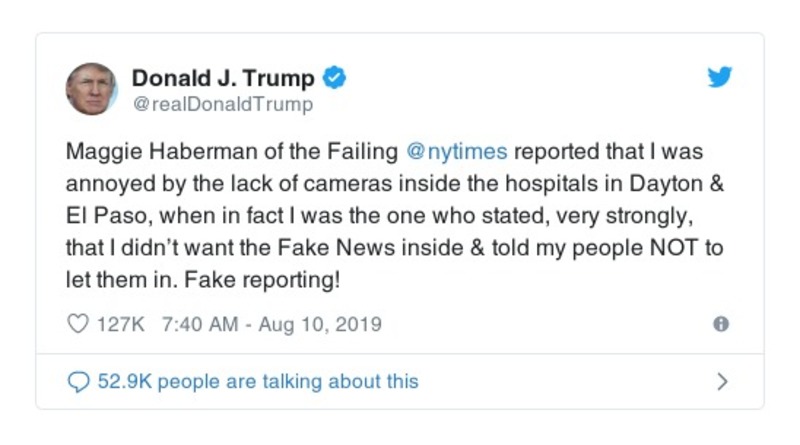 Donald J. Trump
@realDonaldTrump
Maggie Haberman of the Failing @nytimes reported that I was
annoyed by the lack of cameras inside the hospitals in Dayton &
El Paso, when in fact I was the one who stated, very strongly,
that I didn’t want the Fake News inside & told my people NOT to
let them in. Fake reporting!
127K 7:40 AM - Aug 10, 2019
52.9K people are talking about this